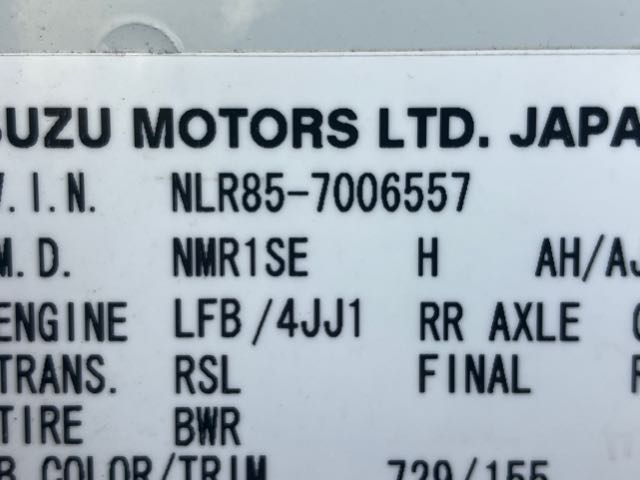 SUZU MOTORS LTD. JAPA
V.I.N. NLR85-7006557
M.D. NMR1SE H AH/AJ
ENGINE LFB/4JJ1 RR AXLE
TRANS. RSL FINAL
TIRE BWR
B COLOR/TRIM 729/155